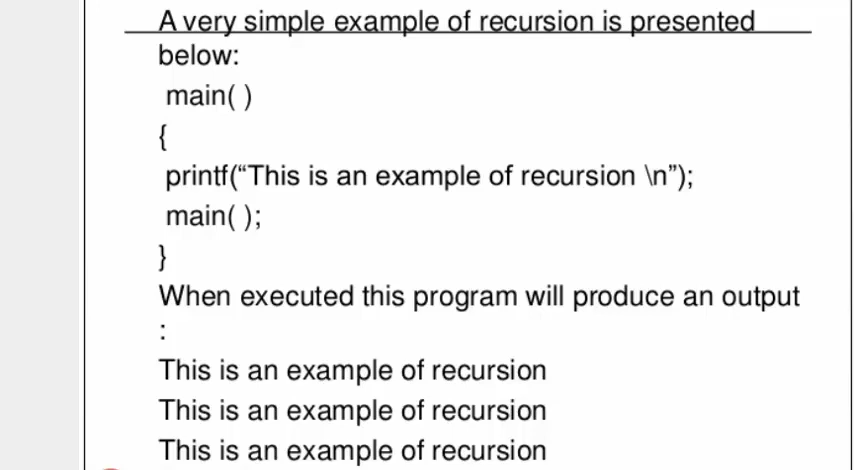 A very simple example of recursion is presented
below:
main( )
{
printf(“This is an example of recursion \n”);
main( );
}
When executed this program will produce an output
:
This is an example of recursion
This is an example of recursion
This is an example of recursion